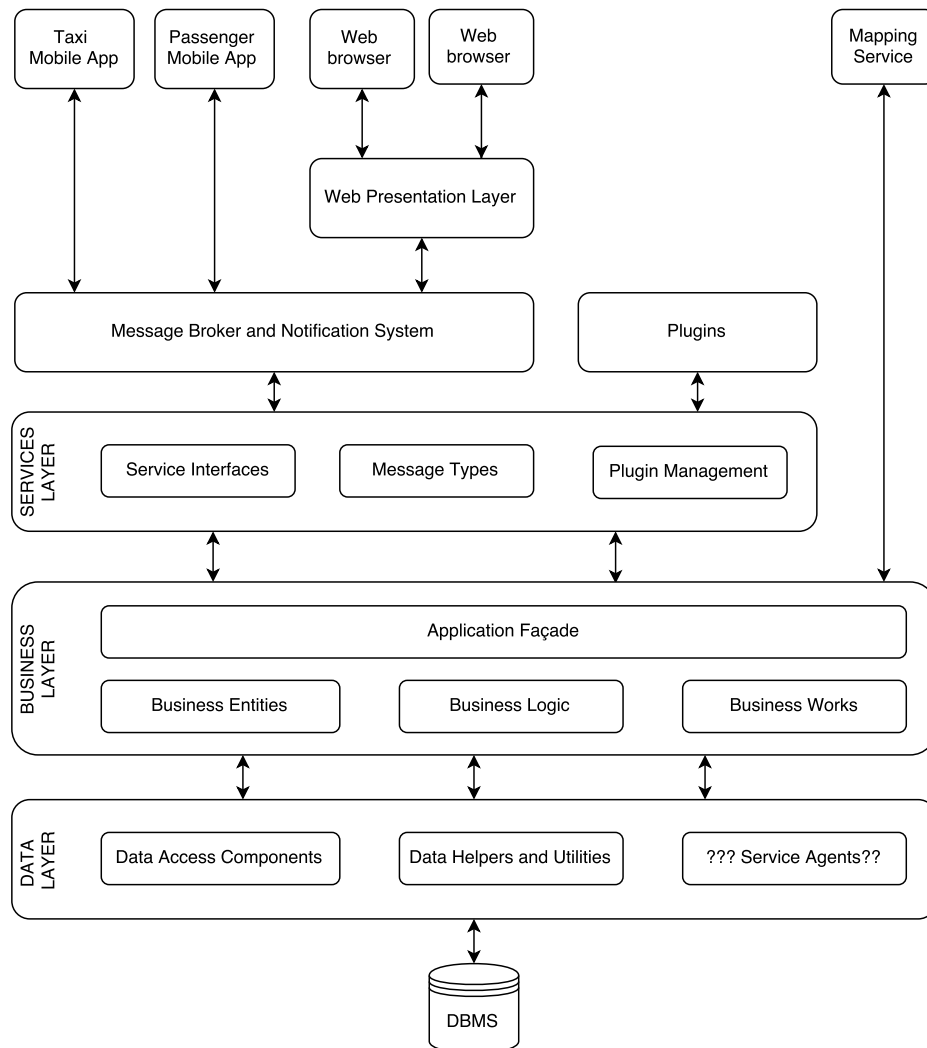 Taxi
Mobile App
Passenger
Mobile App
Web
browser
Web
browser
Mapping
Service
Web Presentation Layer
Message Broker and Notification System
Plugins
SERVICES
LAYER
Service Interfaces
Message Types
Plugin Management
BUSINESS
LAYER
Application Façade
Business Entities
Business Logic
Business Works
DATA
LAYER
Data Access Components
Data Helpers and Utilities
??? Service Agents??
DBMS